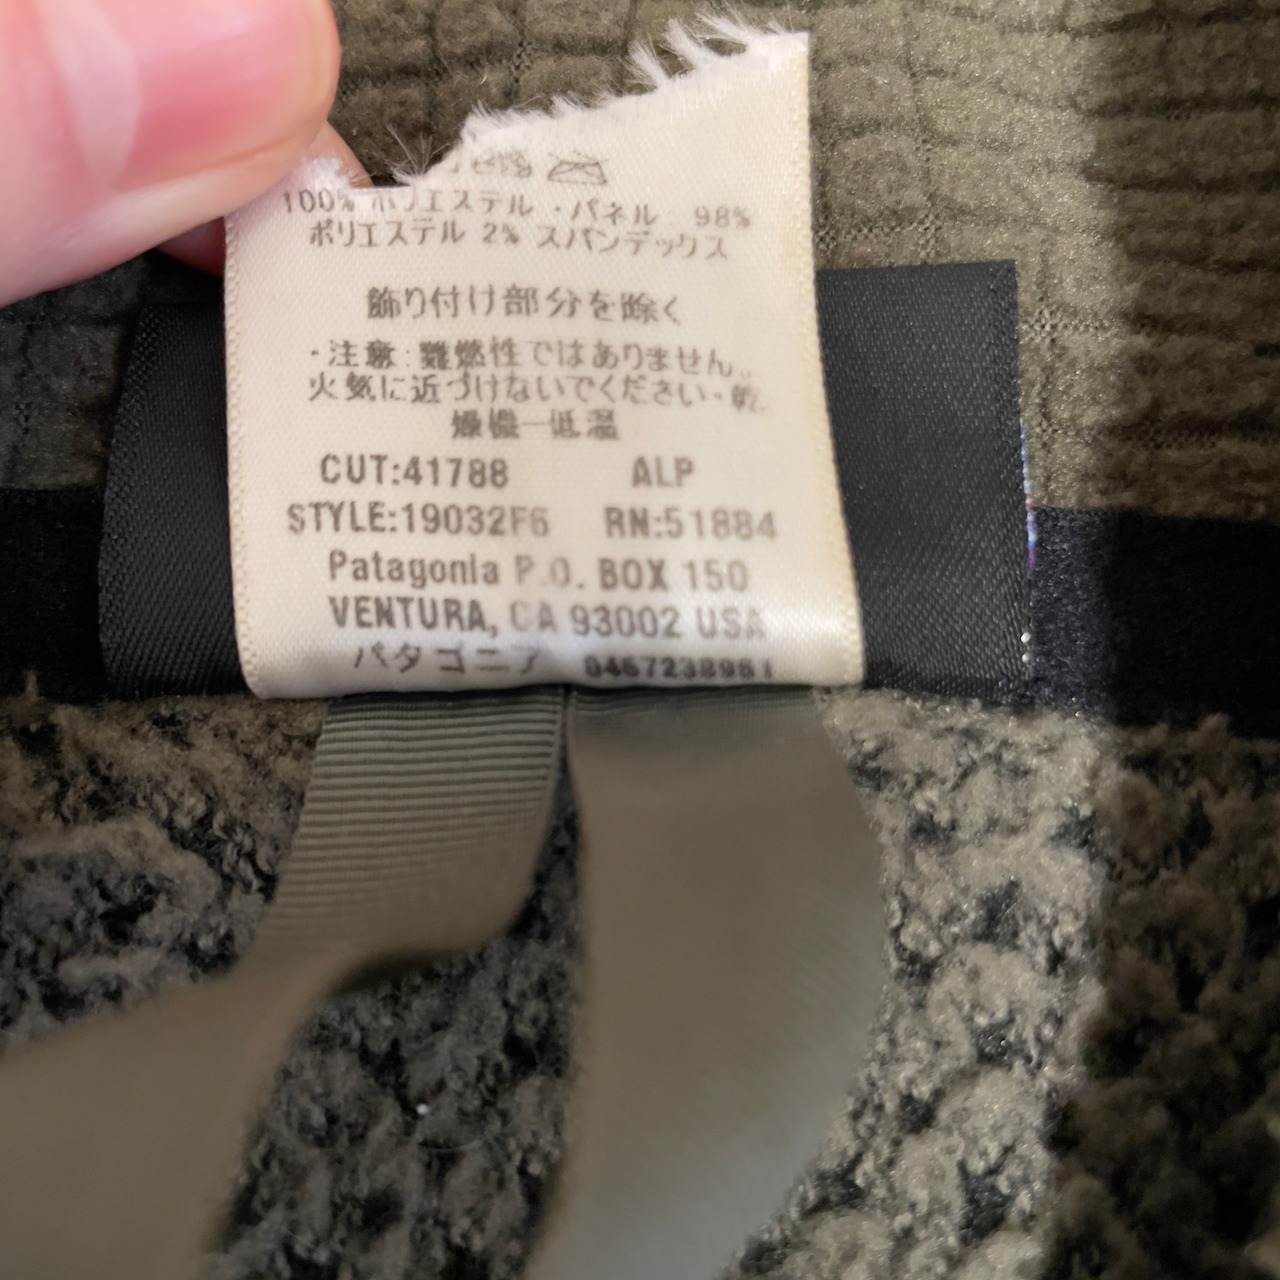 100% ポリエステル・パネル 98%
ポリエステル 2% スパンデックス
飾り付け部分を除く
・注意:難燃性ではありません。
火気に近づけないでください・乾
燥機一低温
CUT:41788 ALP
STYLE:19032F6 RN:51884
Patagonia P.O. BOX 150
VENTURA, CA 93002 USA
パタゴニア 0467238961